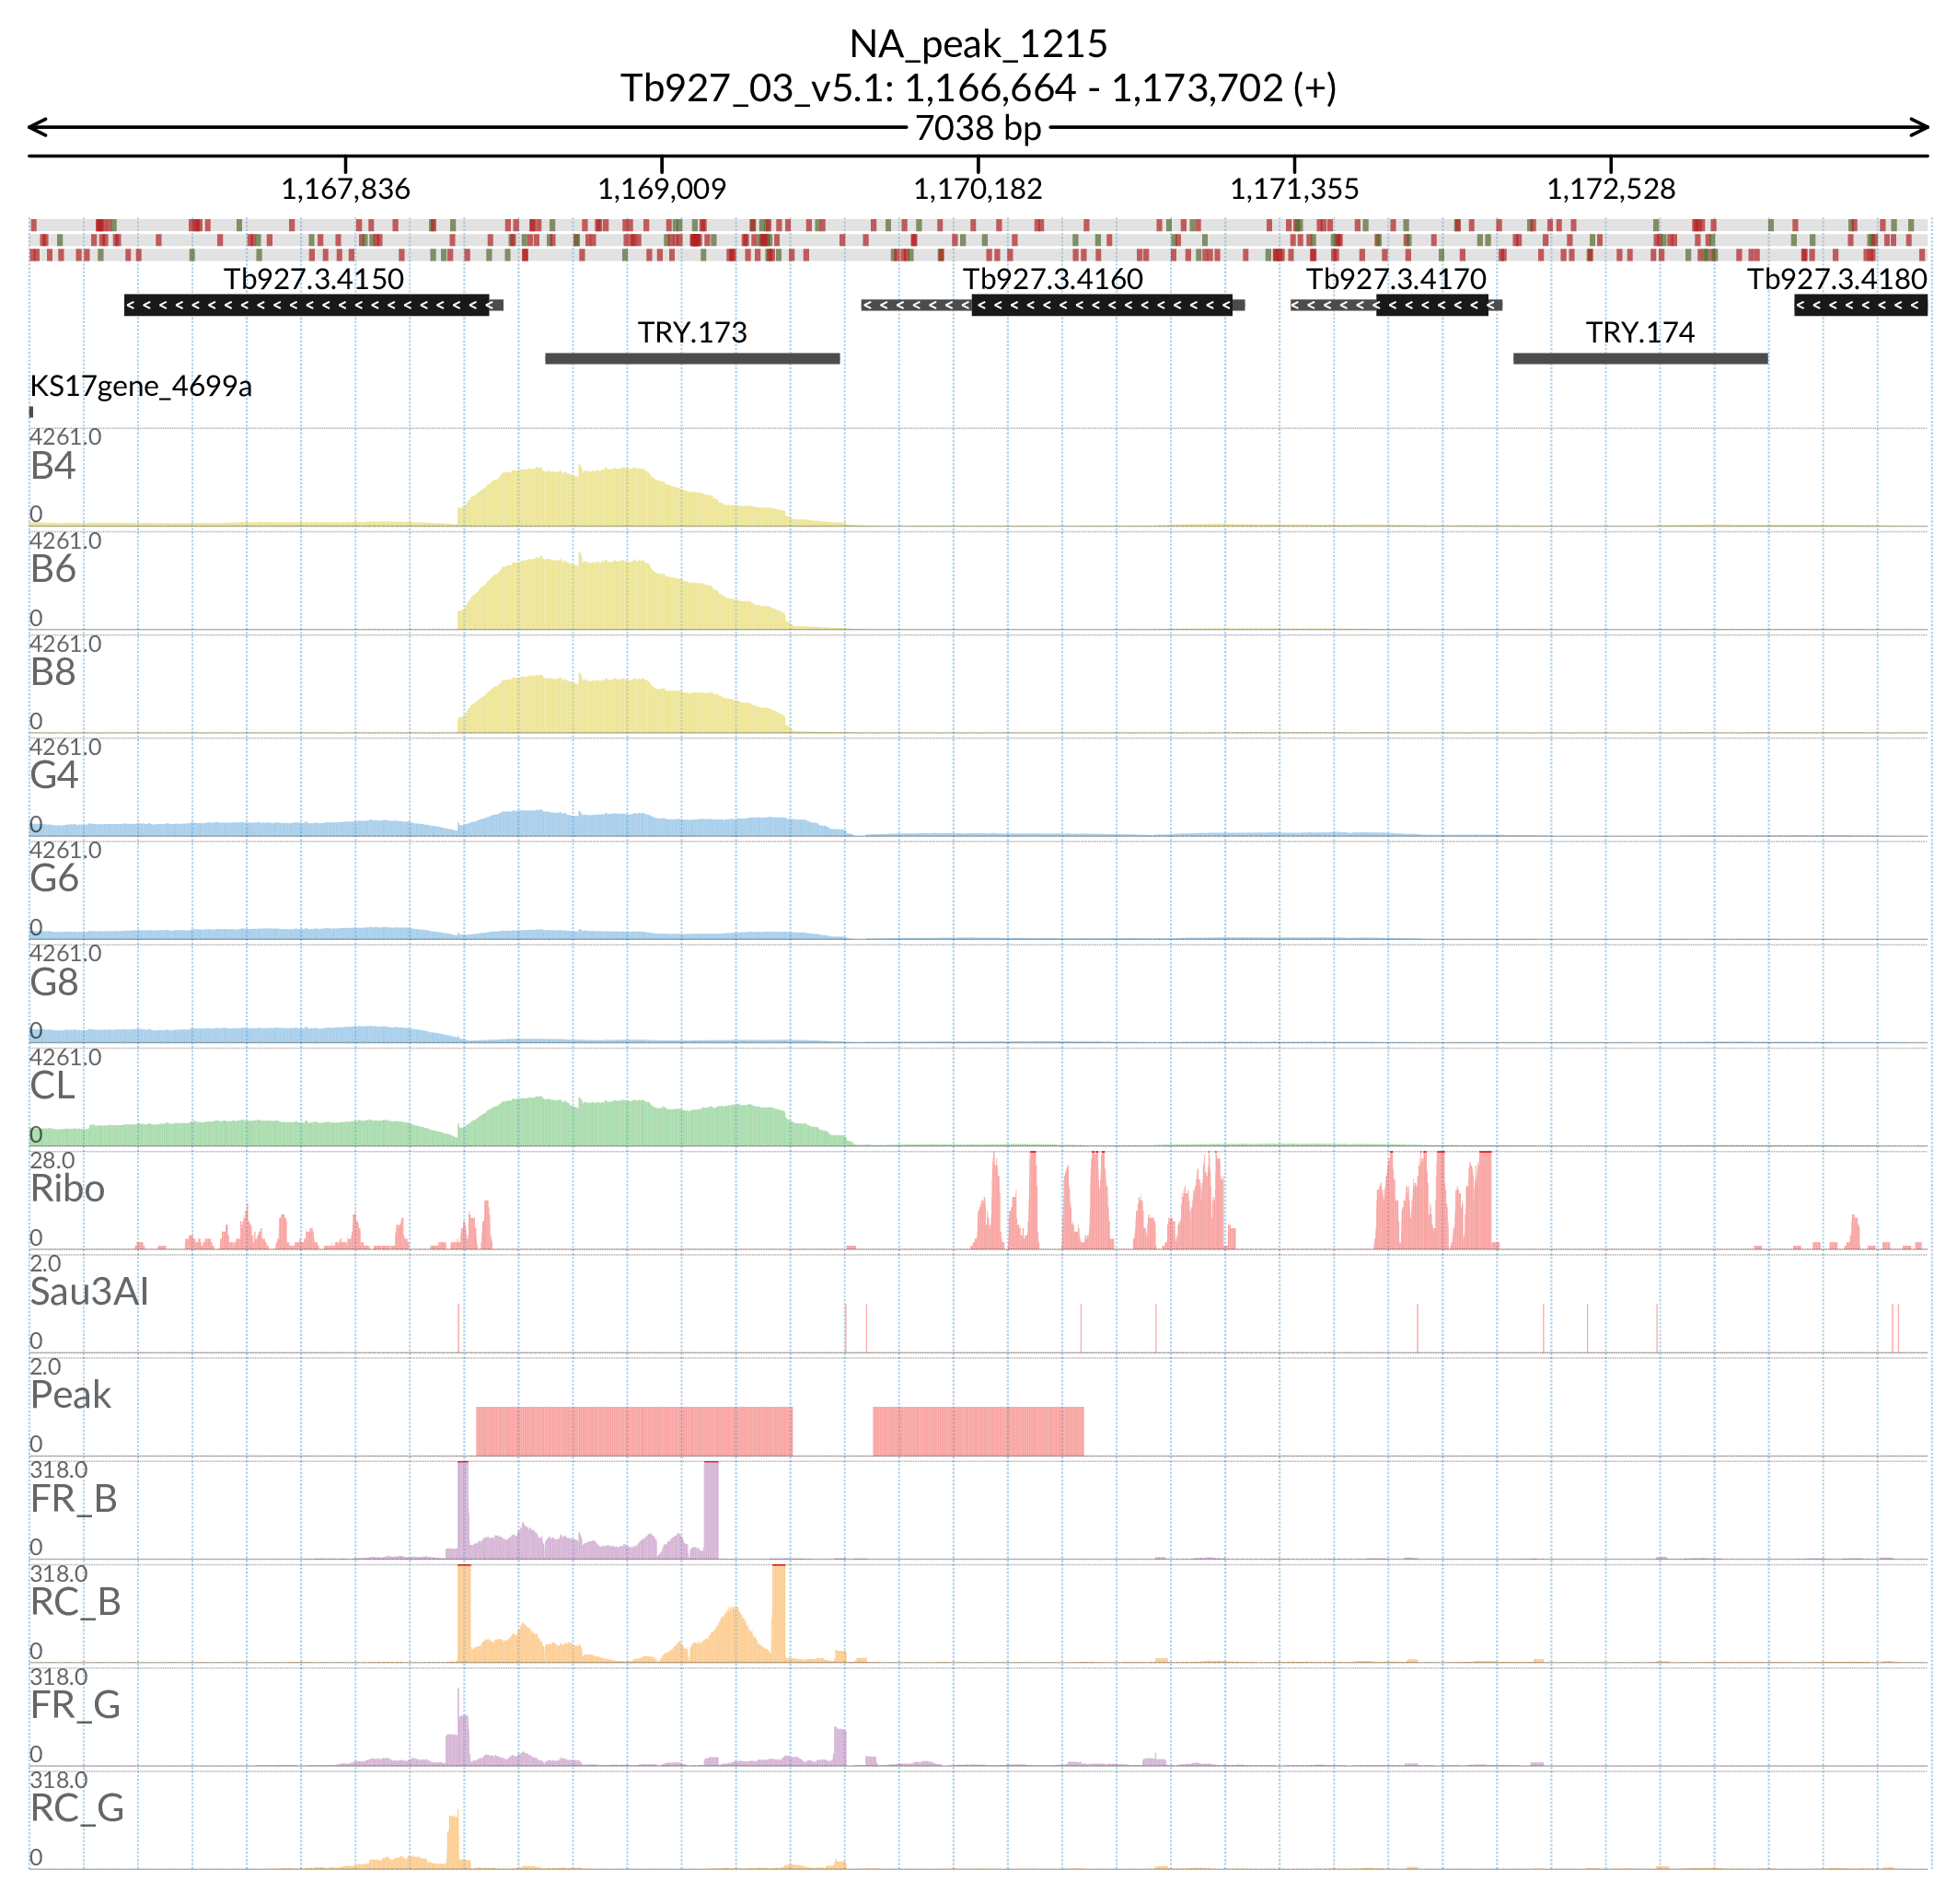 NA_peak_1215
Tb927_03_v5.1: 1,166,664 - 1,173,702 (+)
7038 bp
1,167,836 1,169,009 1,170,182 1,171,355 1,172,528
Tb927.3.4150 Tb927.3.4160 Tb927.3.4170 Tb927.3.4180
TRY.173 TRY.174
KS17gene_4699a
4261.0
B4
0
4261.0
B6
0
4261.0
B8
0
4261.0
G4
0
4261.0
G6
0
4261.0
G8
0
4261.0
CL
0
28.0
Ribo
0
2.0
Sau3AI
0
2.0
Peak
0
318.0
FR_B
0
318.0
RC_B
0
318.0
FR_G
0
318.0
RC_G
0